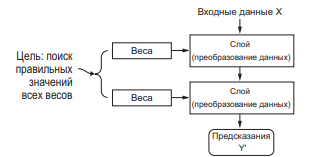 Входные данные X
Цель: поиск
правильных
значений
всех весов
Веса
Слой
(преобразование данных)
Веса
Слой
(преобразование данных)
Предсказания
Y'